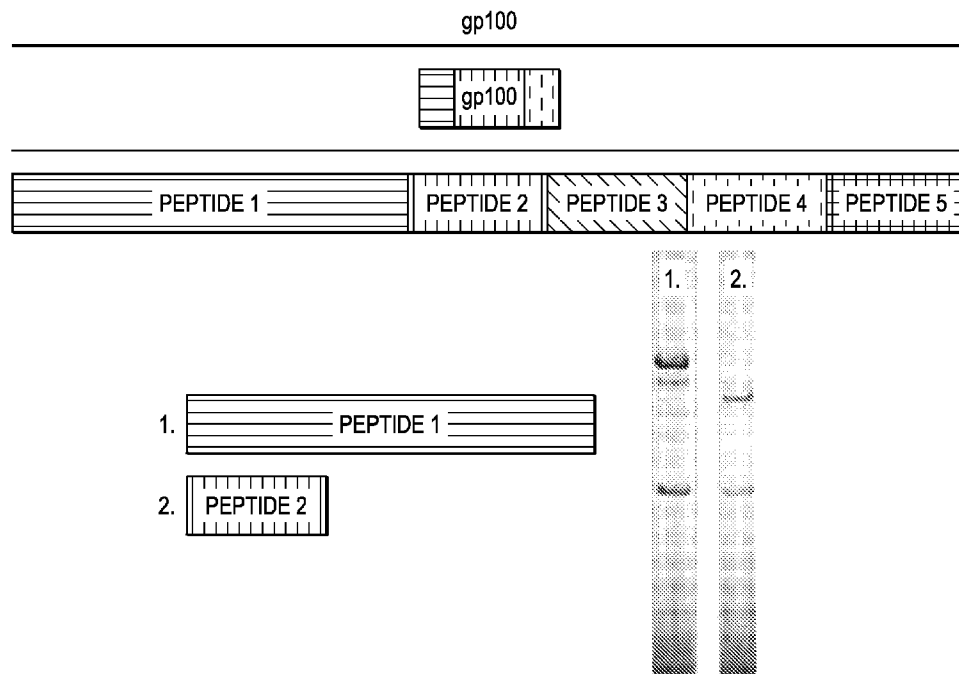 gp100
gp100
PEPTIDE 1 PEPTIDE 2 PEPTIDE 3 PEPTIDE 4 PEPTIDE 5
1. 2.
1. PEPTIDE 1
2. PEPTIDE 2